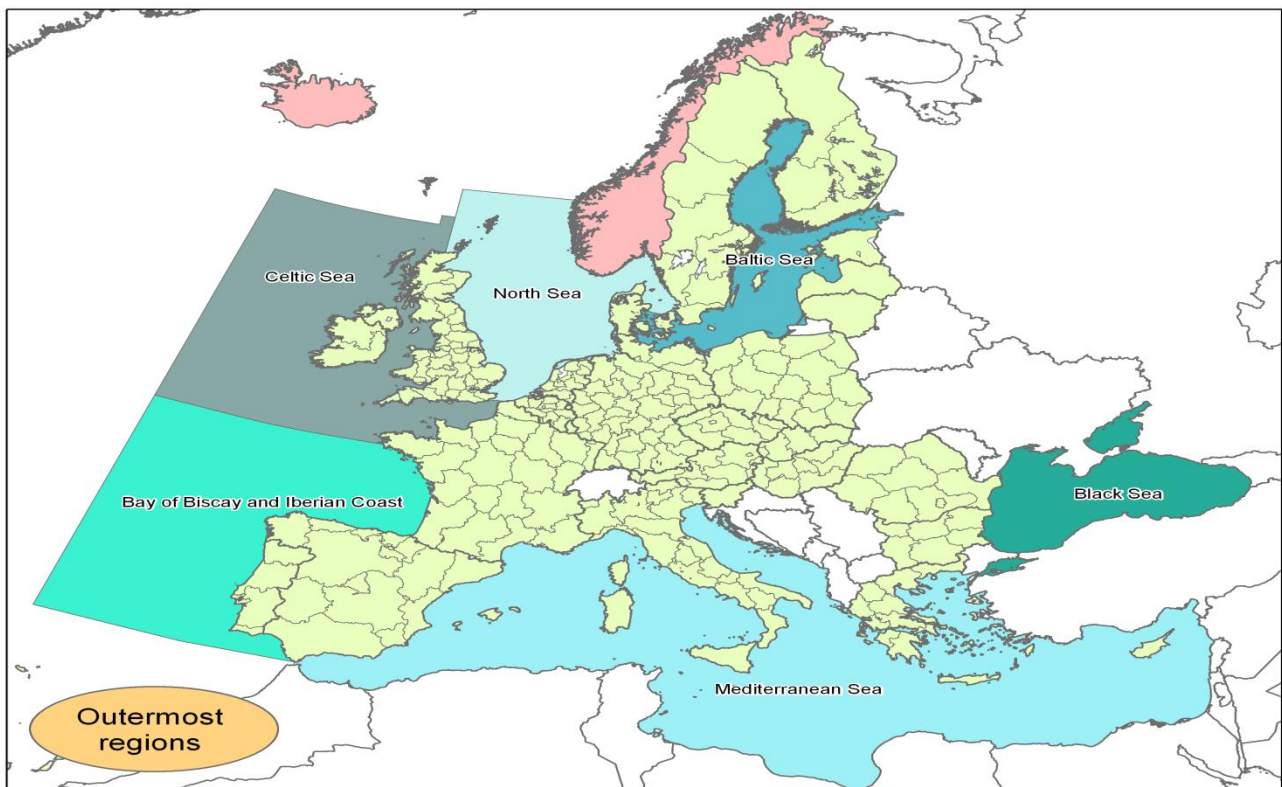 Celtic Sea
North Sea
Baltic Sea
Bay of Biscay and Iberian Coast
Black Sea
Mediterranean Sea
Outermost
regions